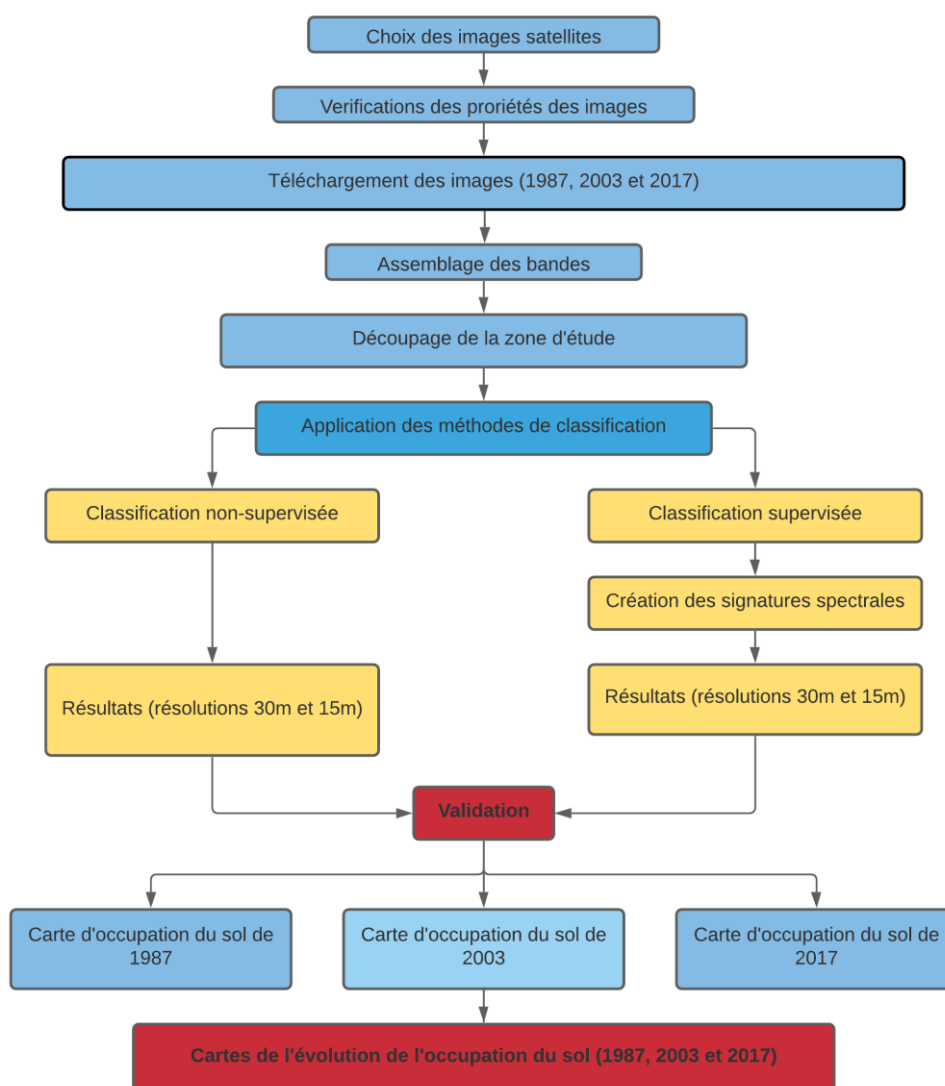 Choix des images satellites
Verifications des proriétés des images
Téléchargement des images (1987, 2003 et 2017)
Assemblage des bandes
Découpage de la zone d'étude
Application des méthodes de classification
Classification non-supervisée
Classification supervisée
Création des signatures spectrales
Résultats (résolutions 30m et 15m)
Résultats (résolutions 30m et 15m)
Validation
Carte d'occupation du sol de
1987
Carte d'occupation du sol de
2003
Carte d'occupation du sol de
2017
Cartes de l'évolution de l'occupation du sol (1987, 2003 et 2017)